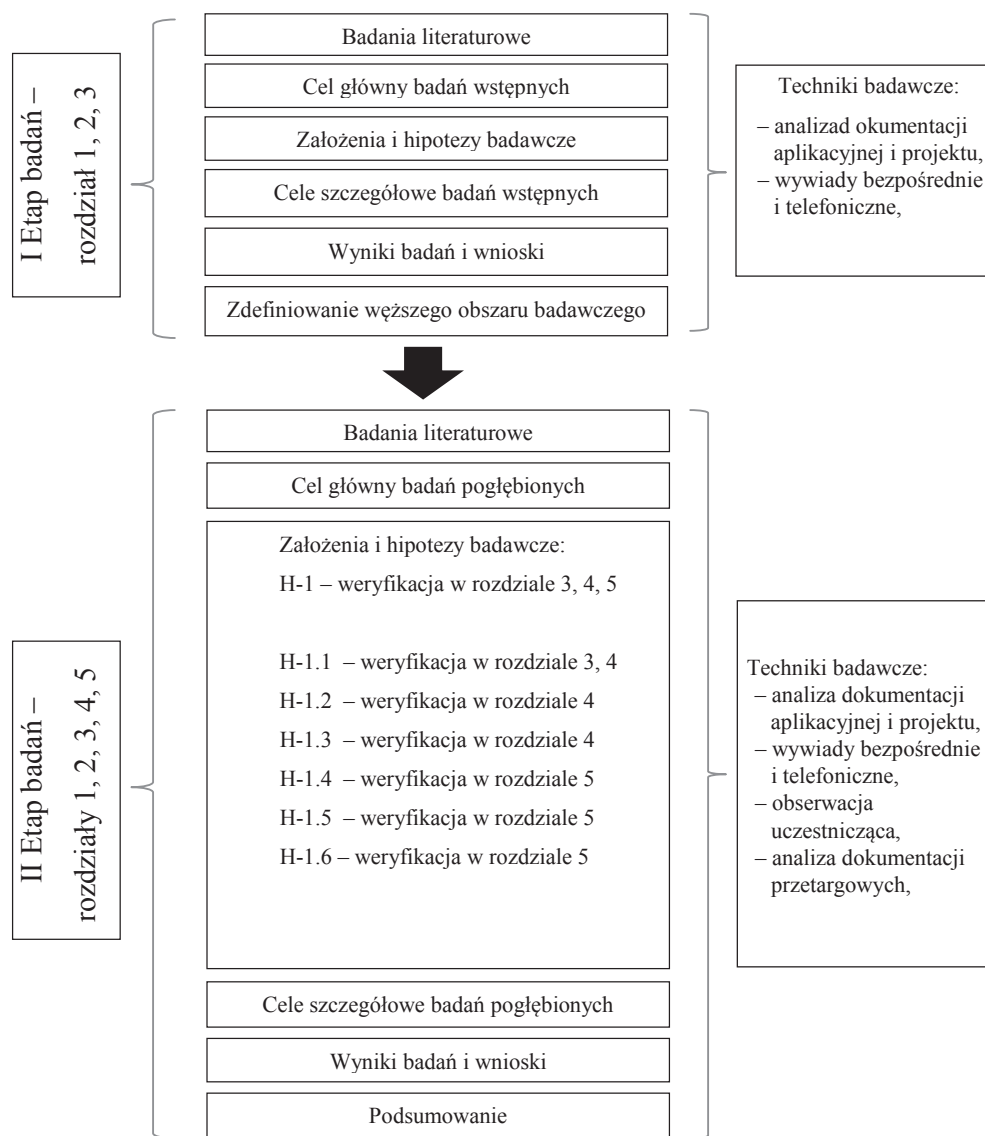 I Etap badań –
rozdział 1, 2, 3
Badania literaturowe
Cel główny badań wstępnych
Założenia i hipotezy badawcze
Cele szczegółowe badań wstępnych
Wyniki badań i wnioski
Zdefiniowanie węższego obszaru badawczego
Techniki badawcze:
– analizad okumentacji
aplikacyjnej i projektu,
– wywiady bezpośrednie
i telefoniczne,
II Etap badań –
rozdziały 1, 2, 3, 4, 5
Badania literaturowe
Cel główny badań pogłębionych
Założenia i hipotezy badawcze:
H-1 – weryfikacja w rozdziale 3, 4, 5
H-1.1 – weryfikacja w rozdziale 3, 4
H-1.2 – weryfikacja w rozdziale 4
H-1.3 – weryfikacja w rozdziale 4
H-1.4 – weryfikacja w rozdziale 5
H-1.5 – weryfikacja w rozdziale 5
H-1.6 – weryfikacja w rozdziale 5
Cele szczegółowe badań pogłębionych
Wyniki badań i wnioski
Podsumowanie
Techniki badawcze:
– analiza dokumentacji
aplikacyjnej i projektu,
– wywiady bezpośrednie
i telefoniczne,
– obserwacja
uczestnicząca,
– analiza dokumentacji
przetargowych,